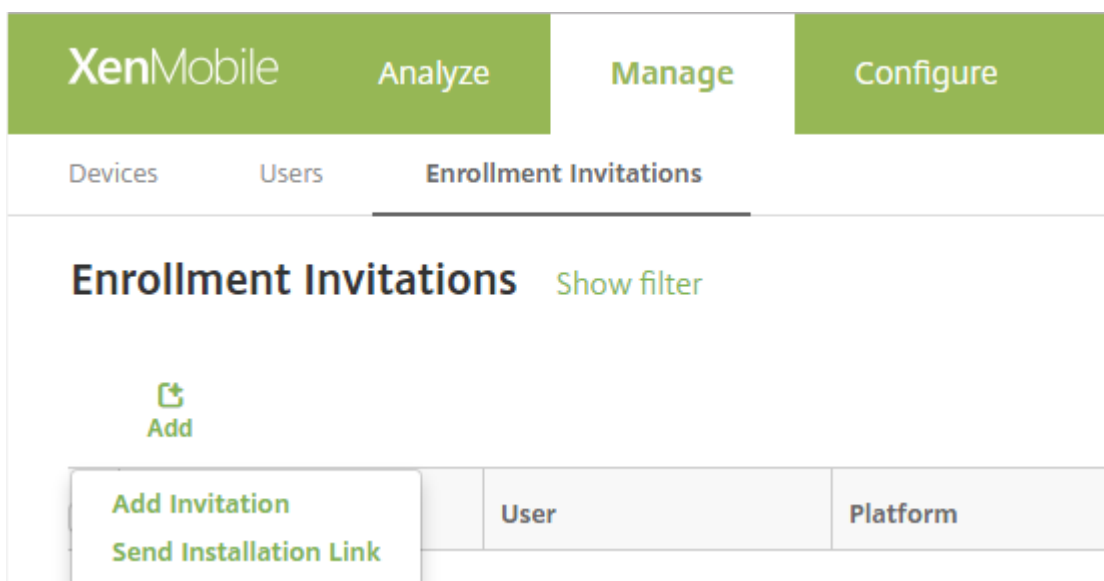 XenMobile Analyze Manage Configure
Devices Users Enrollment Invitations
Enrollment Invitations Show filter
Add
Add Invitation
Send Installation Link
User Platform